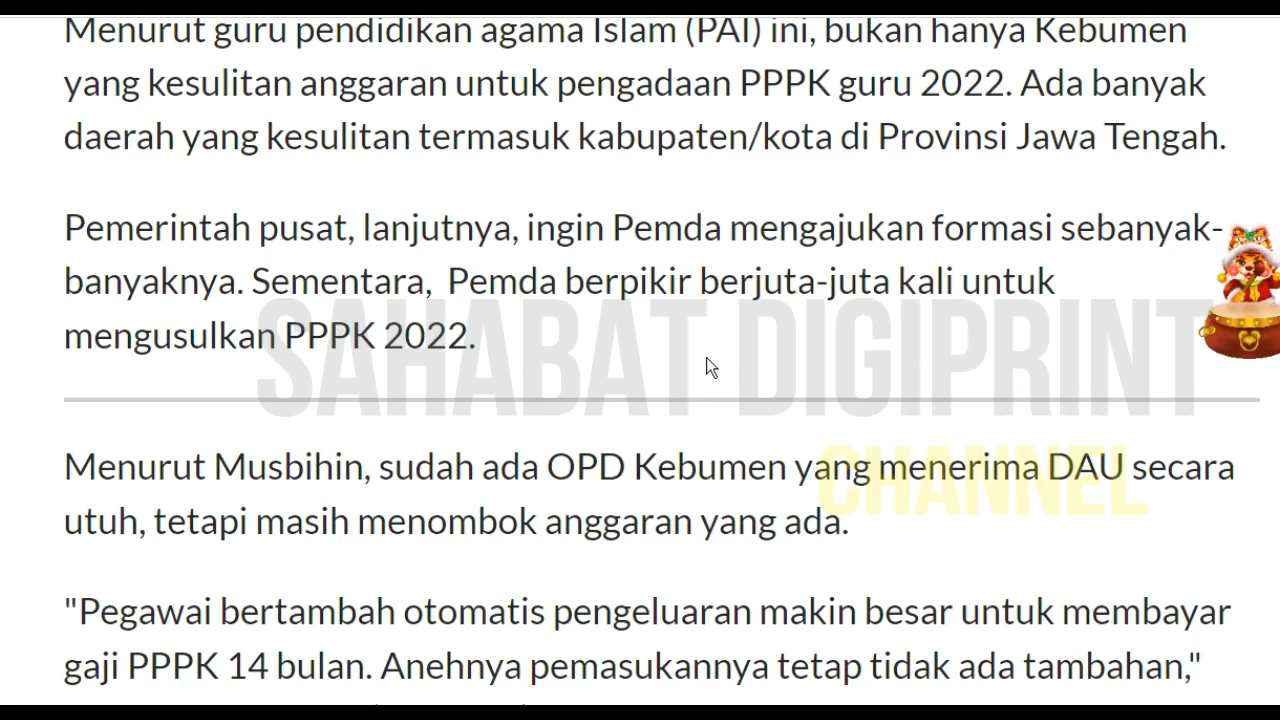 Menurut guru pendidikan agama Islam (PAI) ini, bukan hanya Kebumen
yang kesulitan anggaran untuk pengadaan PPPK guru 2022. Ada banyak
daerah yang kesulitan termasuk kabupaten/kota di Provinsi Jawa Tengah.
Pemerintah pusat, lanjutnya, ingin Pemda mengajukan formasi sebanyak-
banyaknya. Sementara, Pemda berpikir berjuta-juta kali untuk
mengusulkan PPPK 2022.
SAHABAT DIGIPRINT
CHANNEL
Menurut Musbihin, sudah ada OPD Kebumen yang menerima DAU secara
utuh, tetapi masih menombok anggaran yang ada.
"Pegawai bertambah otomatis pengeluaran makin besar untuk membayar
gaji PPPK 14 bulan. Anehnya pemasukannya tetap tidak ada tambahan,"